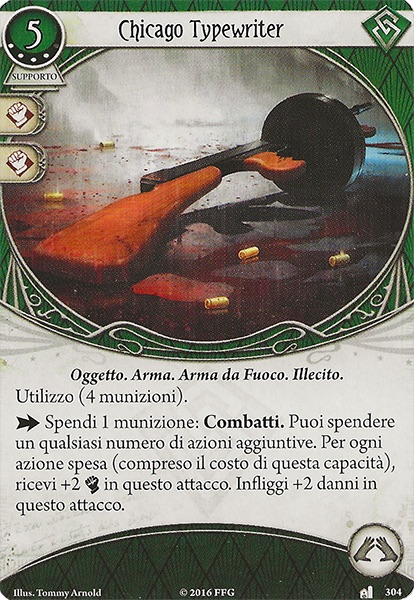 5
Chicago Typewriter
SUPPORTO
Oggetto. Arma. Arma da Fuoco. Illecito.
Utilizzo (4 munizioni).
Spendi 1 munizione: Combatti. Puoi spendere
un qualsiasi numero di azioni aggiuntive. Per ogni
azione spesa (compreso il costo di questa capacità),
ricevi +2 in questo attacco. Infliggi +2 danni in
questo attacco.
Illus. Tommy Arnold
© 2016 FFG
304